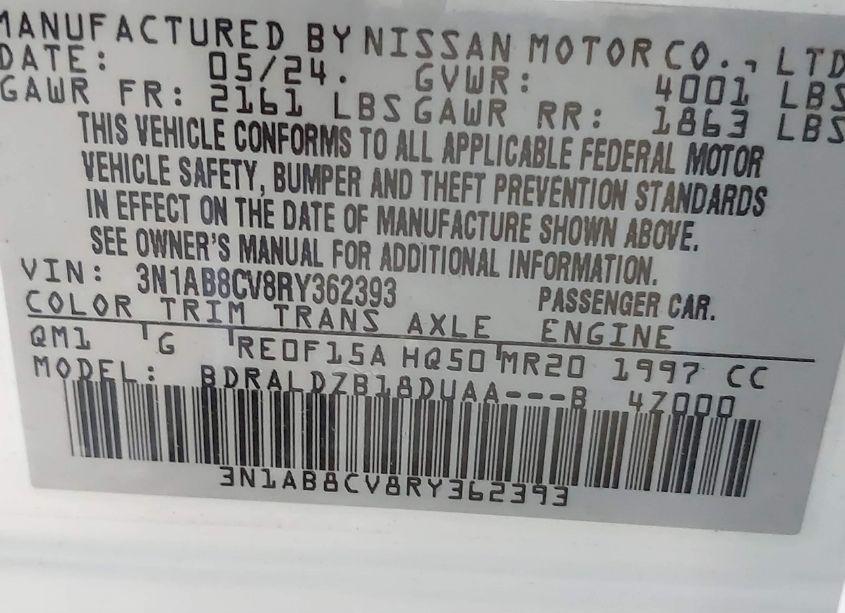 MANUFACTURED BY NISSAN MOTOR CO., LTD
DATE: 05/24. GVWR: 4001 LBS
GAWR FR: 2161 LBS GAWR RR: 1863 LBS
THIS VEHICLE CONFORMS TO ALL APPLICABLE FEDERAL MOTOR
VEHICLE SAFETY, BUMPER AND THEFT PREVENTION STANDARDS
IN EFFECT ON THE DATE OF MANUFACTURE SHOWN ABOVE.
SEE OWNER'S MANUAL FOR ADDITIONAL INFORMATION.
VIN: 3N1AB8CV8RY362393 PASSENGER CAR.
COLOR TRIM TRANS AXLE ENGINE
QM1 G RE0F15A HQ50 MR20 1997 CC
MODEL: BDRALDZB18DUAA---B 4Z000
3N1AB8CV8RY362393